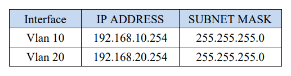 Interface IP ADDRESS SUBNET MASK
Vlan 10 192.168.10.254 255.255.255.0
Vlan 20 192.168.20.254 255.255.255.0